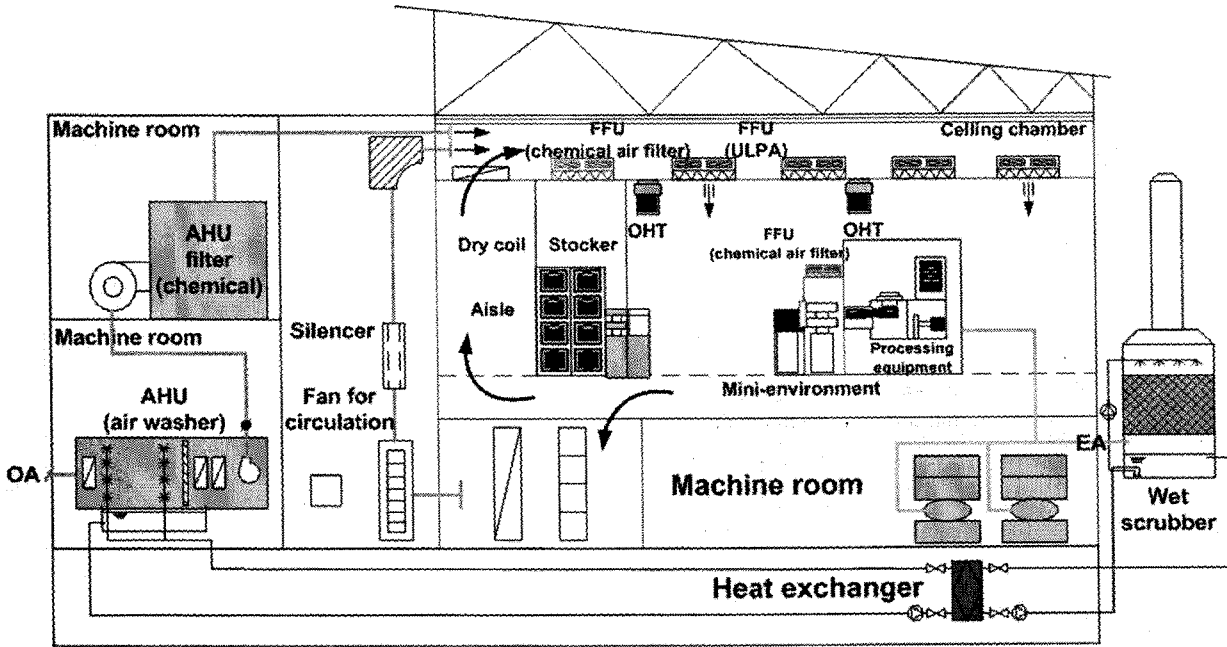 Machine room
FFU
(chemical air filter)
FFU
(ULPA)
Celling chamber
AHU
filter
(chemical)
Dry coil
Stocker
OHT
FFU
(chemical air filter)
OHT
Aisle
Machine room
Silencer
Processing
equipment
Mini-environment
AHU
(air washer)
Fan for
circulation
OA
EA
Machine room
Wet
scrubber
Heat exchanger